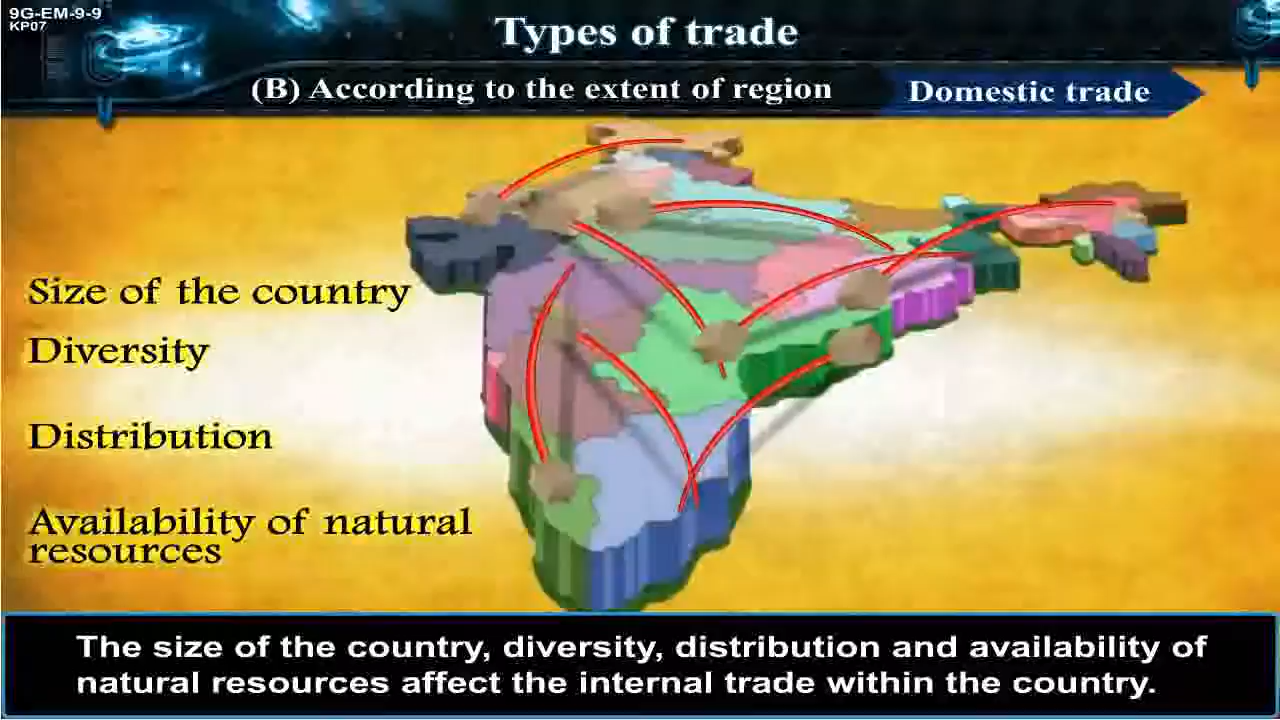 9G-EM-9-9
KP07
Types of trade
(B) According to the extent of region
Domestic trade
Size of the country
Diversity
Distribution
Availability of natural
resources
The size of the country, diversity, distribution and availability of
natural resources affect the internal trade within the country.